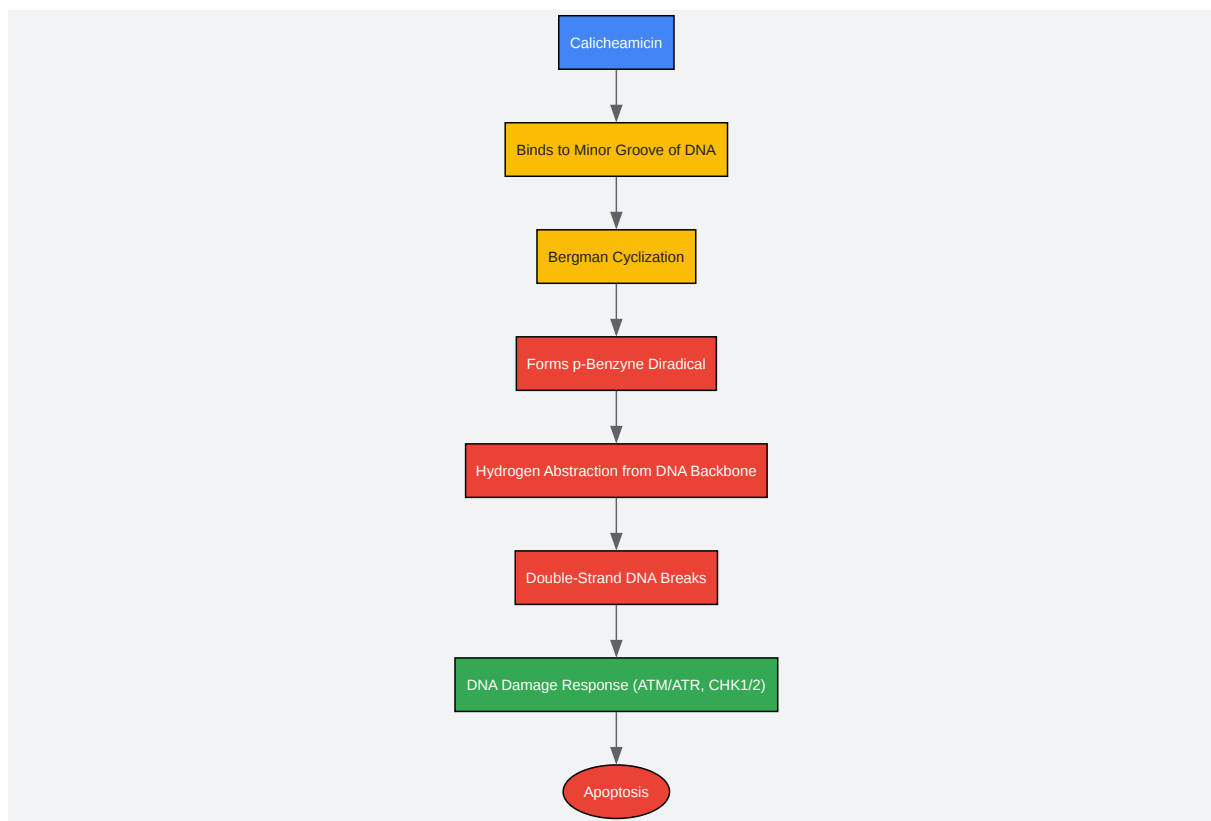 Calicheamicin
Binds to Minor Groove of DNA
Bergman Cyclization
Forms p-Benzyne Diradical
Hydrogen Abstraction from DNA Backbone
Double-Strand DNA Breaks
DNA Damage Response (ATM/ATR, CHK1/2)
Apoptosis